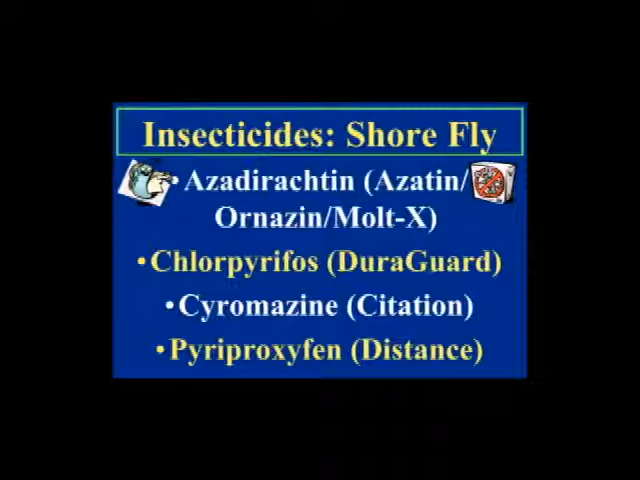 Insecticides: Shore Fly
• Azadirachtin (Azatin/
Ornazin/Molt-X)
• Chlorpyrifos (DuraGuard)
• Cyromazine (Citation)
• Pyriproxyfen (Distance)